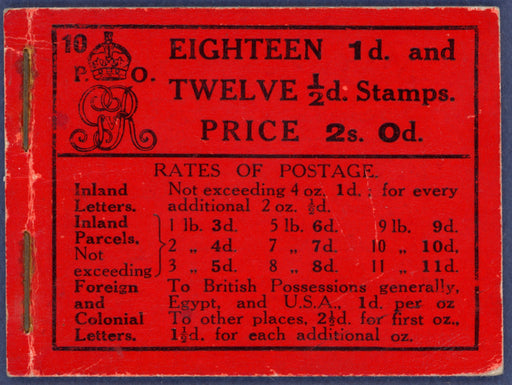 10
P. O.
GR
EIGHTEEN 1d. and
TWELVE ½d. Stamps.
PRICE 2s. 0d.
RATES OF POSTAGE.
Inland Letters. Not exceeding 4 oz. 1d.; for every
additional 2 oz. ½d.
Inland Parcels. Not exceeding
1 lb. 3d. 5 lb. 6d. 9 lb. 9d.
2 „ 4d. 7 „ 7d. 10 „ 10d,
3 „ 5d. 8 „ 8d. 11 „ 11d.
Foreign and Colonial Letters.
To British Possessions generally,
Egypt, and U.S.A., 1d. per oz
To other places, 2½d. for first oz.,
1½d. for each additional oz.